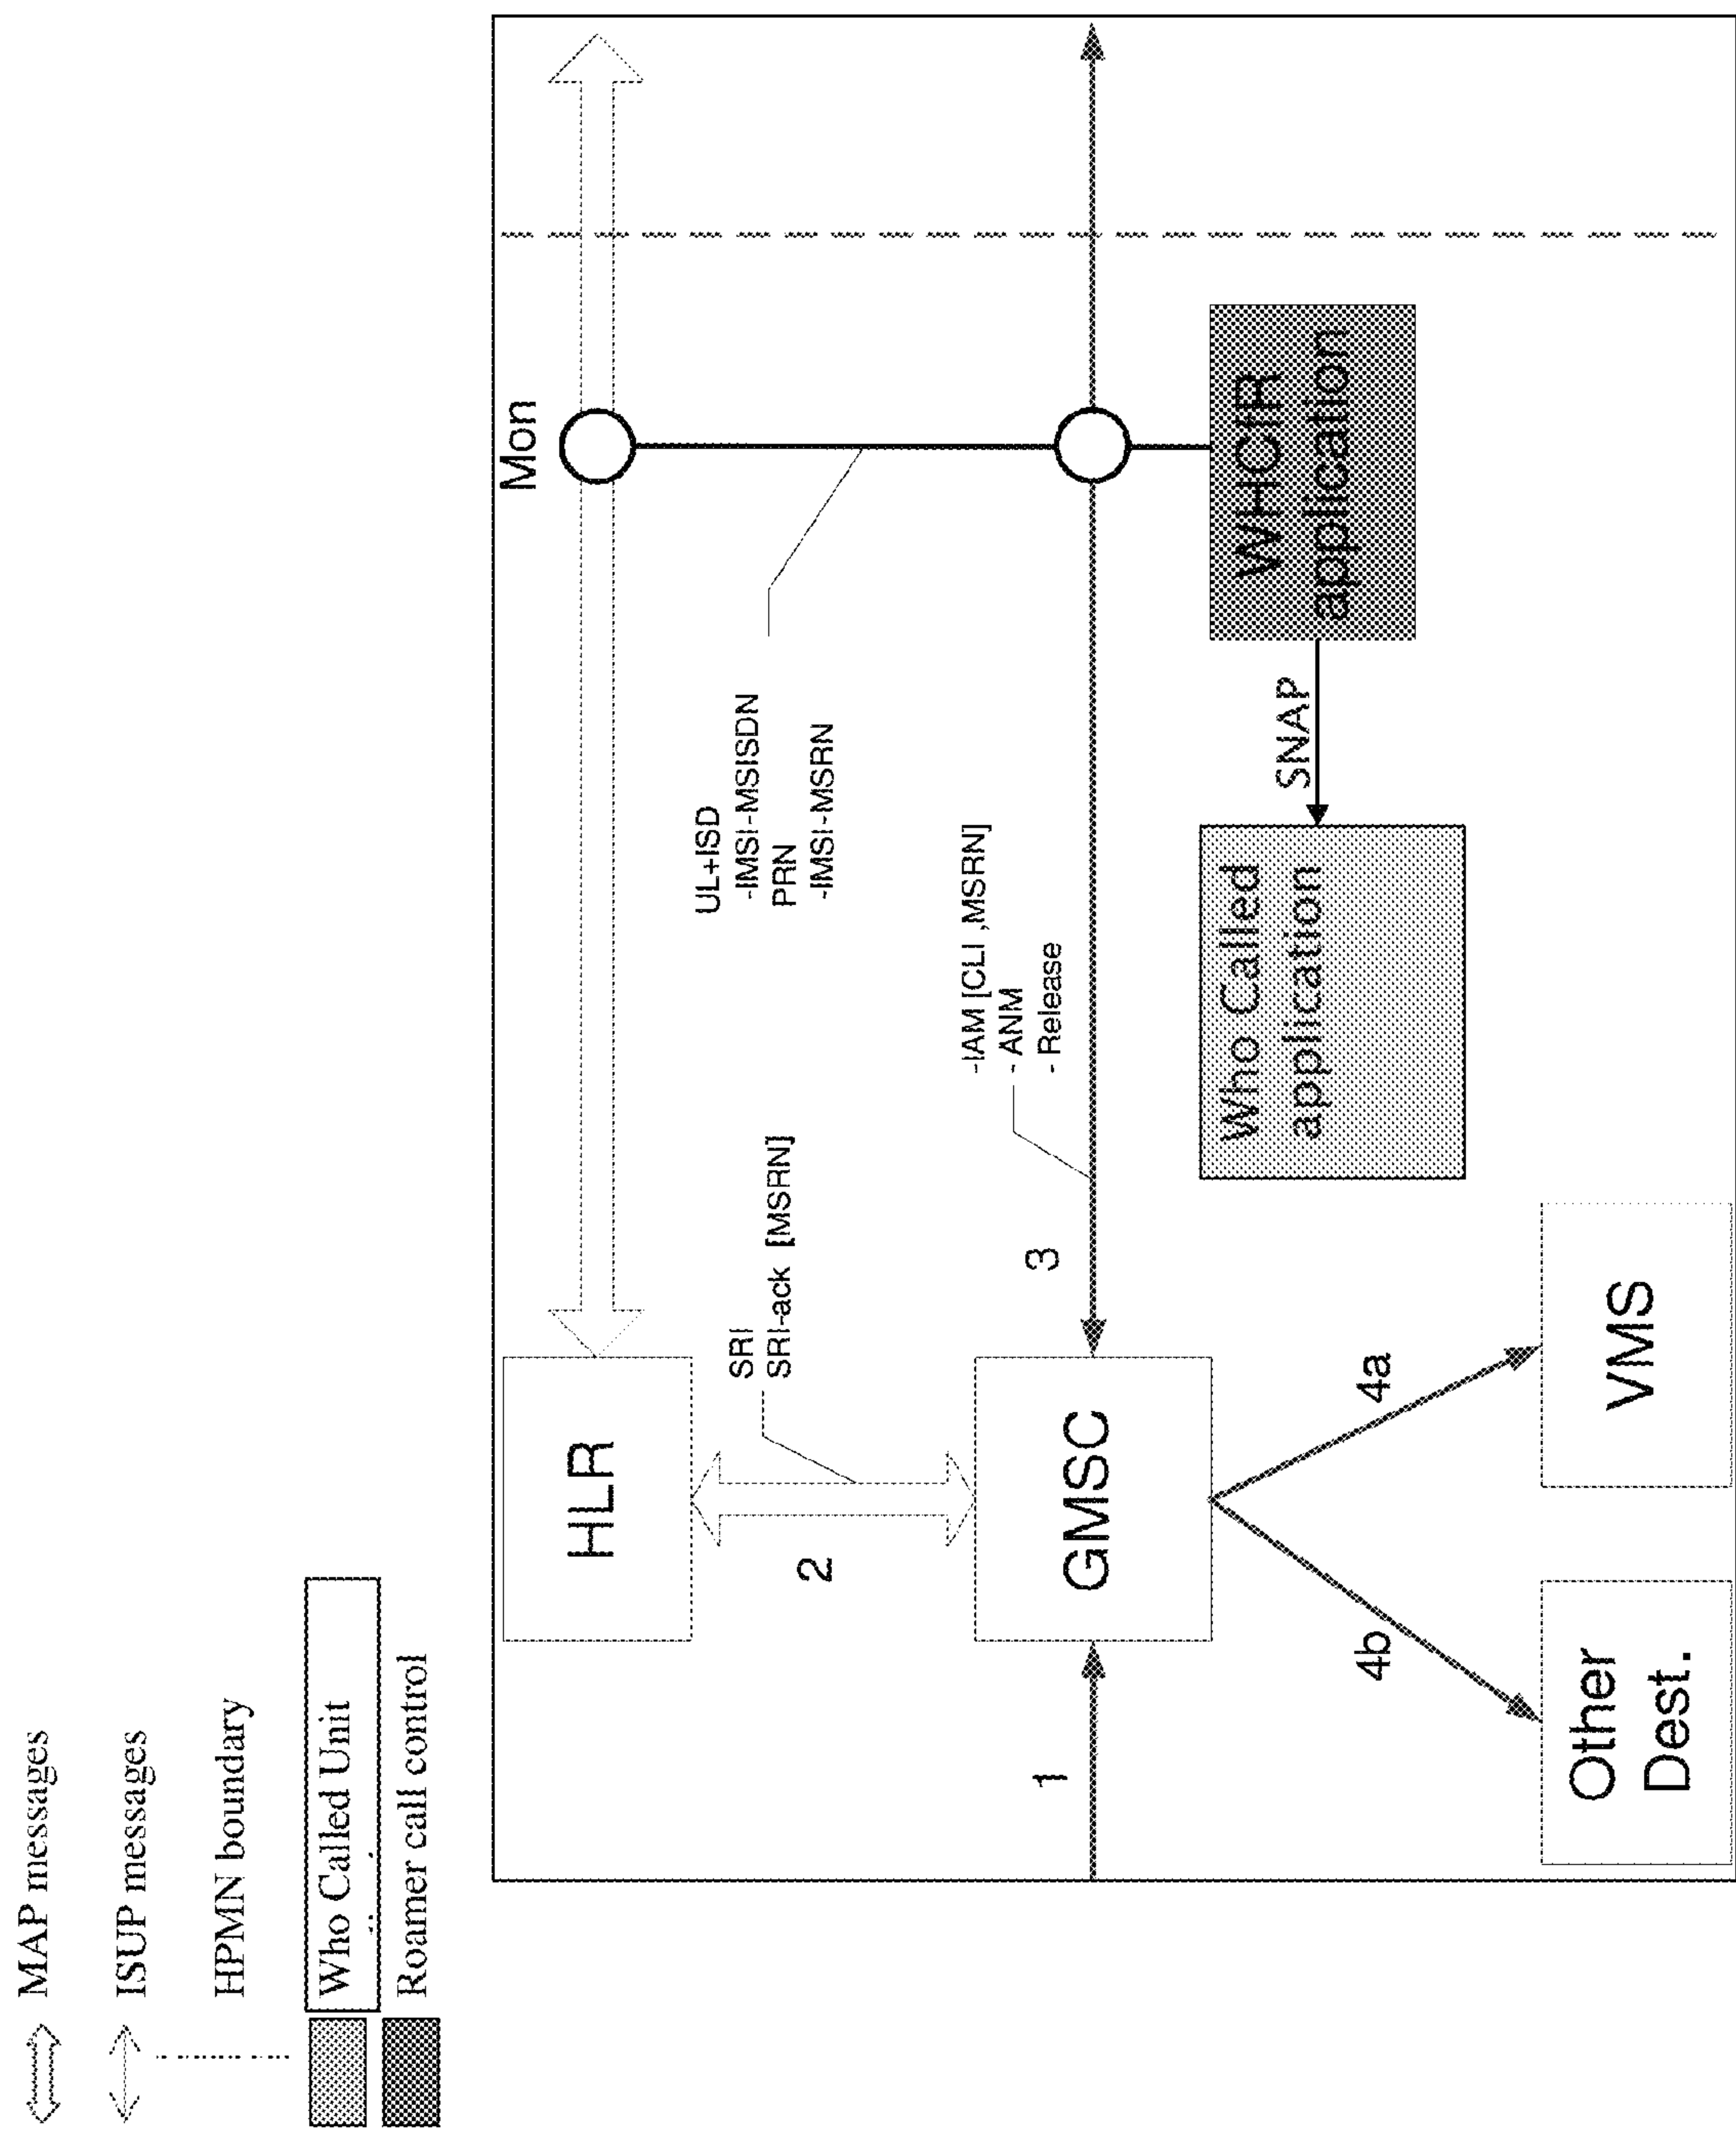 MAP messages
ISUP messages
HPMN boundary
Who Called Unit
Roamer call control
Mon
HLR
SRI
SRI-ack [MSRN]
2
UL+ISD
-IMSI-MSISDN
PRN
-IMSI-MSRN
1
GMSC
3
-IAM [CLI ,MSRN]
- ANM
- Release
4b
4a
Other
Dest.
VMS
Who Called
application
SNAP
WHCfR
application